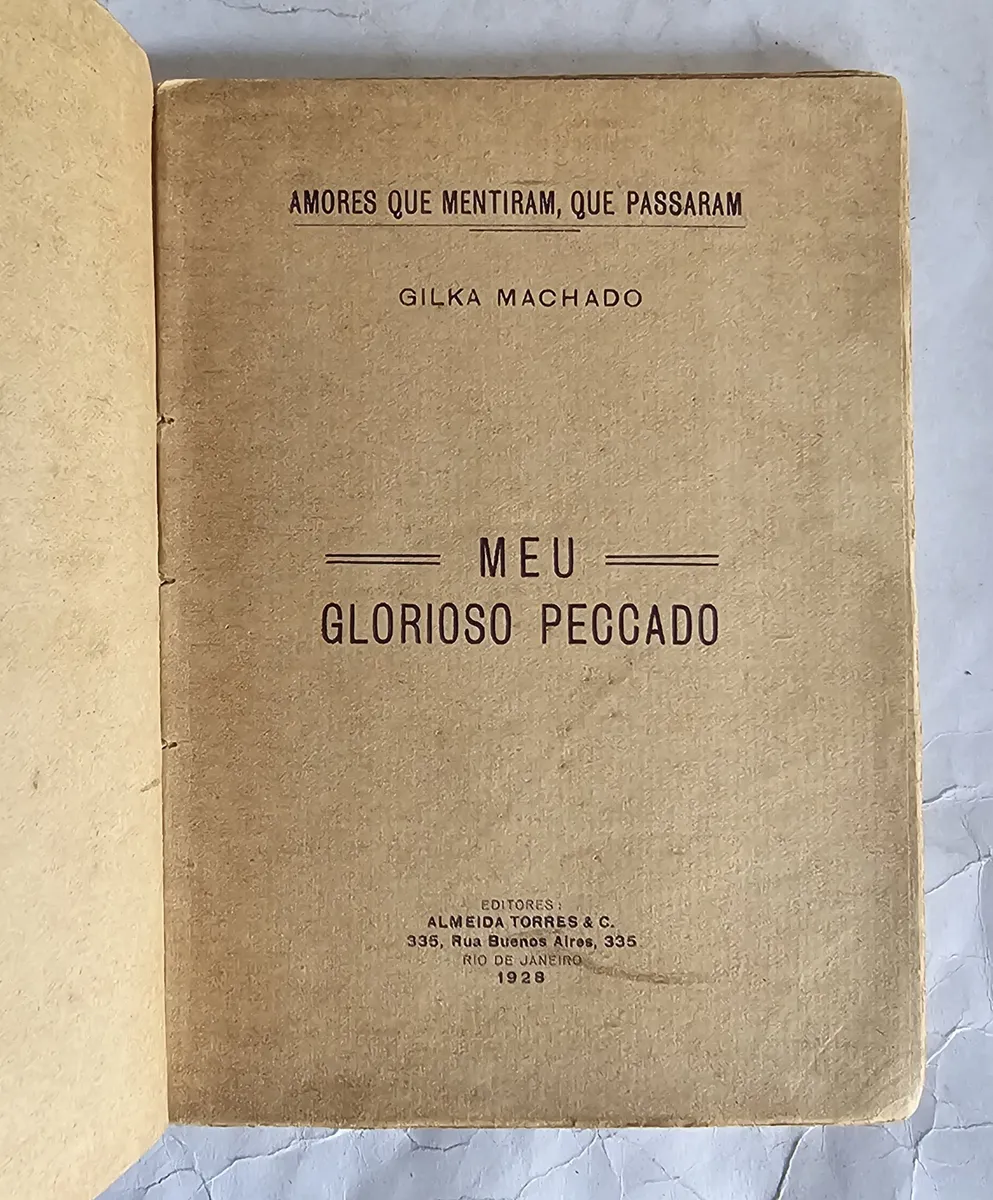 AMORES QUE MENTIRAM, QUE PASSARAM
GILKA MACHADO
MEU
GLORIOSO PECCADO
EDITORES:
ALMEIDA TORRES & C.
335, Rua Buenos Aires, 335
RIO DE JANEIRO
1928